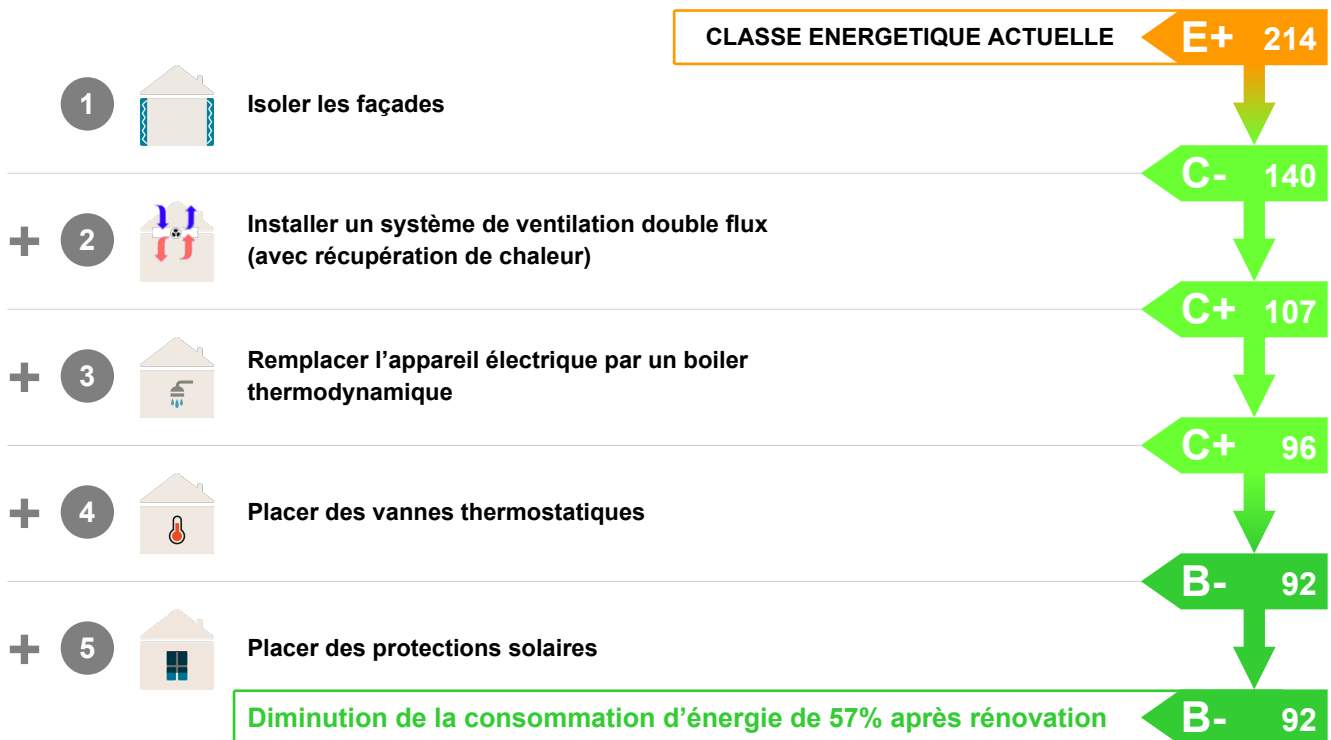 CLASSE ENERGETIQUE ACTUELLE E+ 214
1 Isoler les façades
C- 140
+ 2 Installer un système de ventilation double flux
(avec récupération de chaleur)
C+ 107
+ 3 Remplacer l’appareil électrique par un boiler
thermodynamique
C+ 96
+ 4 Placer des vannes thermostatiques
B- 92
+ 5 Placer des protections solaires
Diminution de la consommation d’énergie de 57% après rénovation B- 92